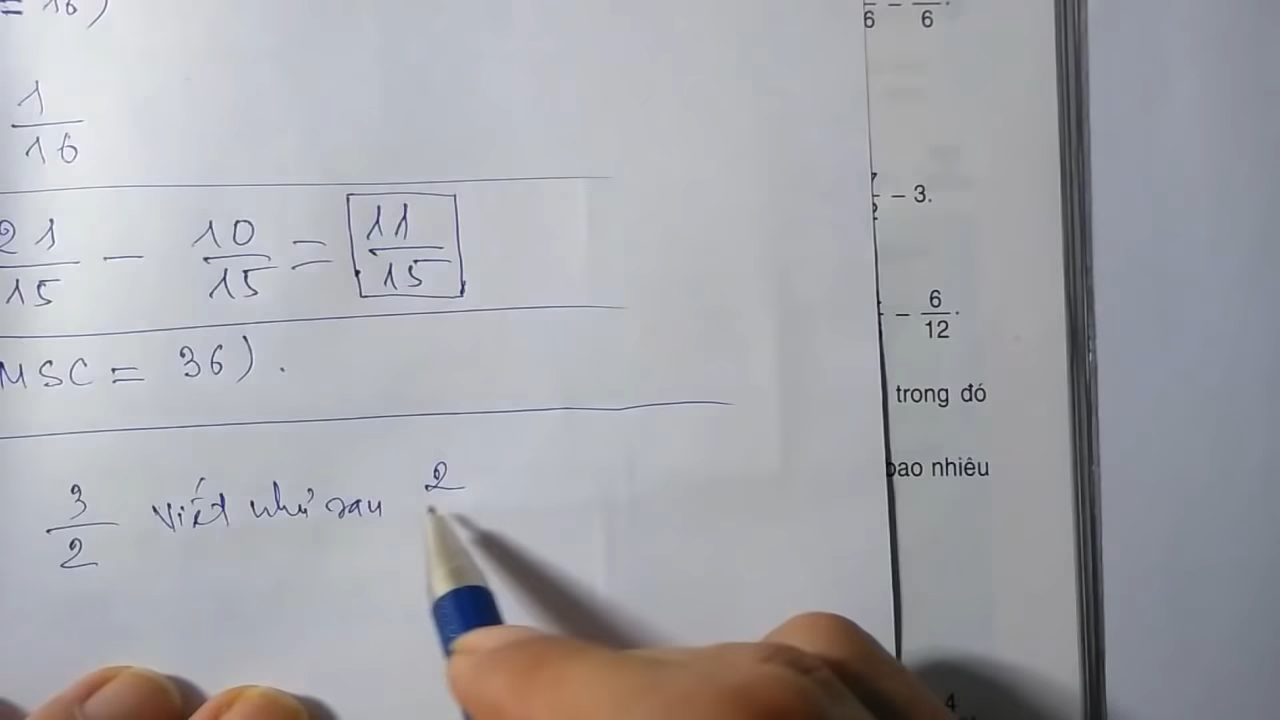 = 16)
1/16
21/15 - 10/15 = 11/15
MSC = 36).
3/2 viết như sau 2
6 - 6.
- 3.
- 6/12.
trong đó
bao nhiêu
4